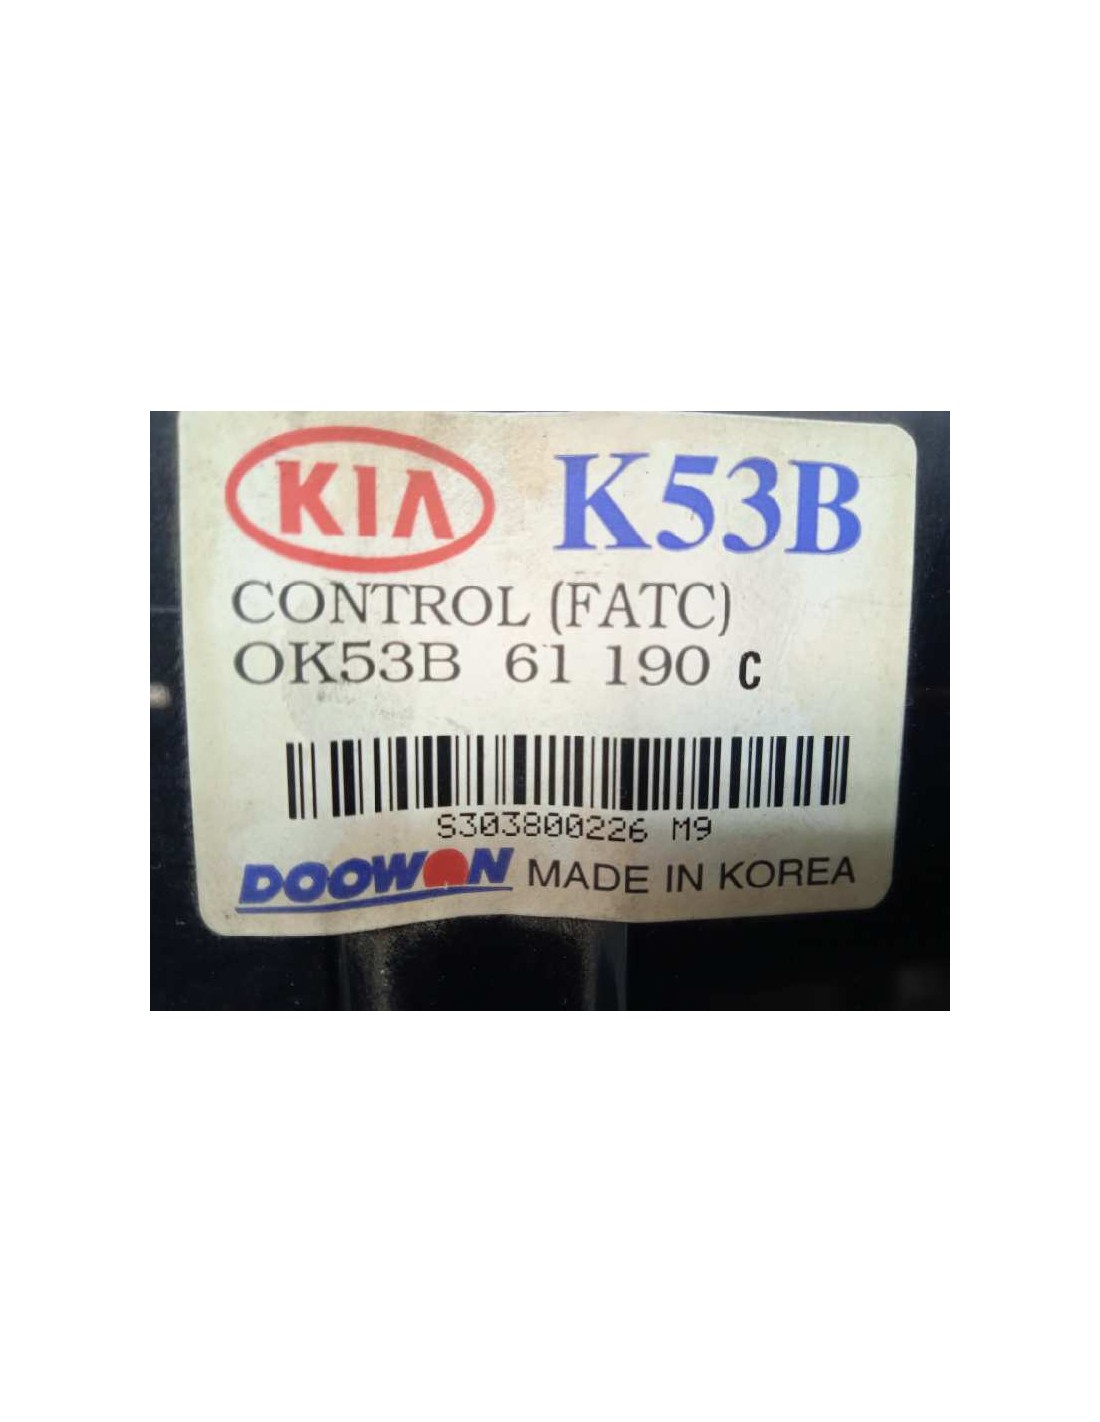 KIA K53B
CONTROL (FATC)
OK53B 61 190 C
S303800226 M9
DOOWON MADE IN KOREA